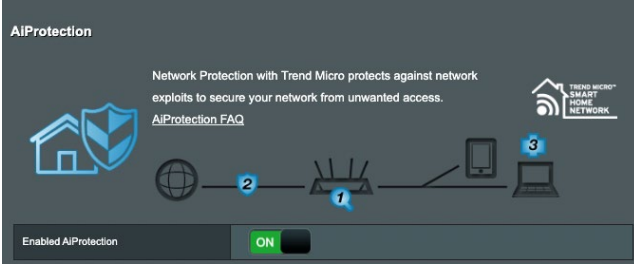 AiProtection
Network Protection with Trend Micro protects against network
exploits to secure your network from unwanted access.
AiProtection FAQ
TREND MICRO™
SMART
HOME
NETWORK
3
2
1
Enabled AiProtection
ON